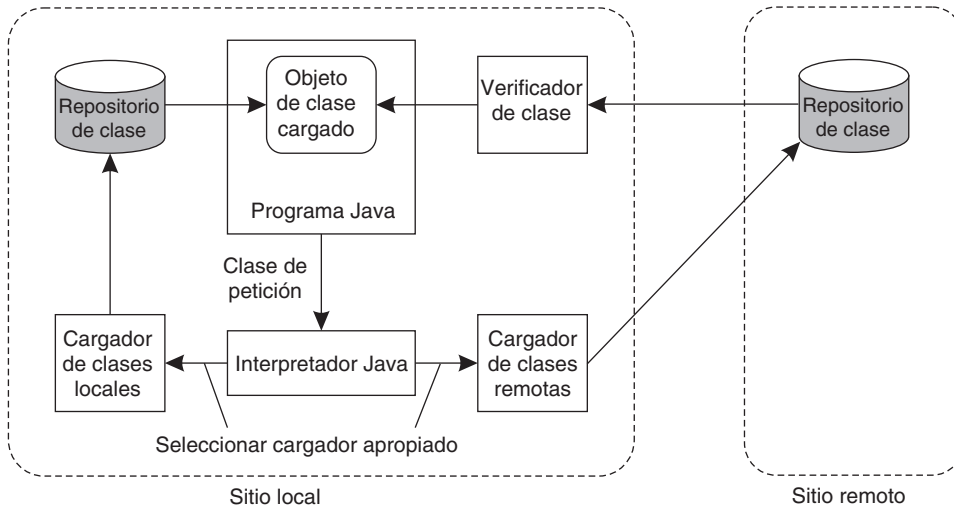 Repositorio
de clase
Objeto
de clase
cargado
Verificador
de clase
Repositorio
de clase
Programa Java
Clase de
petición
Cargador
de clases
locales
Interpretador Java
Cargador
de clases
remotas
Seleccionar cargador apropiado
Sitio local
Sitio remoto